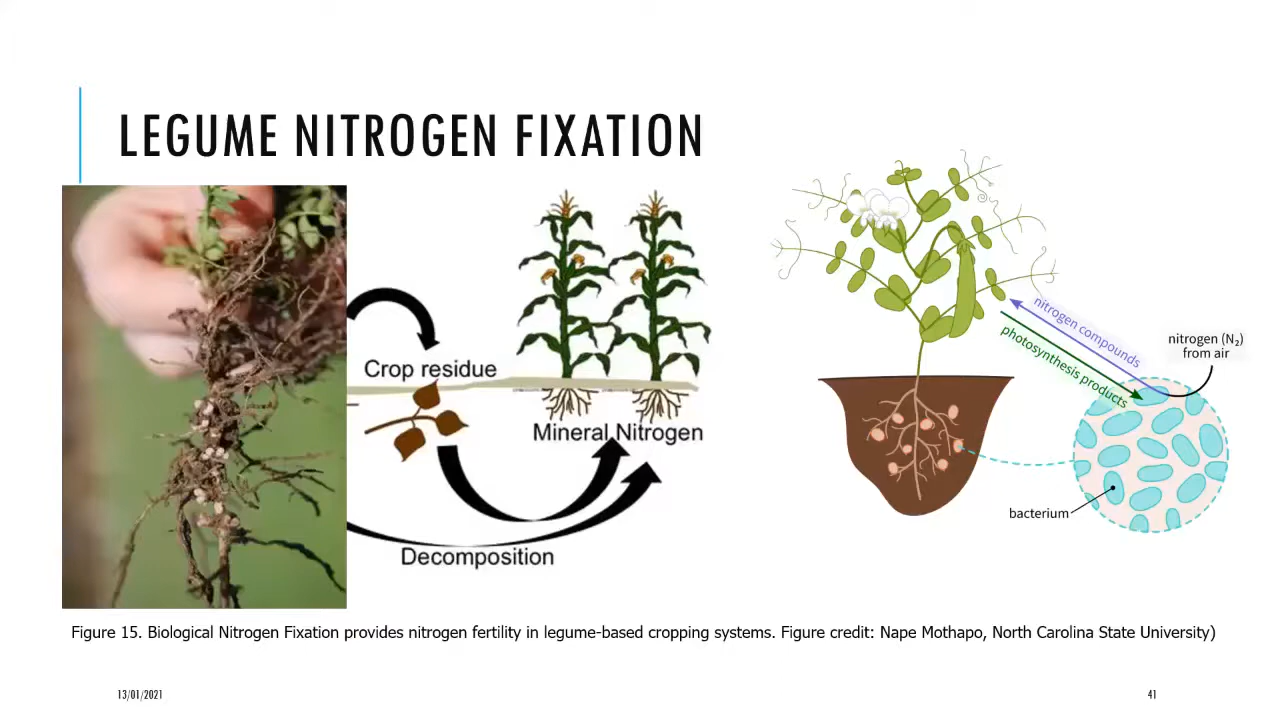 LEGUME NITROGEN FIXATION
Crop residue
Mineral Nitrogen
Decomposition
nitrogen compounds
photosynthesis products
nitrogen (N₂)
from air
bacterium
Figure 15. Biological Nitrogen Fixation provides nitrogen fertility in legume-based cropping systems. Figure credit: Nape Mothapo, North Carolina State University)
13/01/2021
41